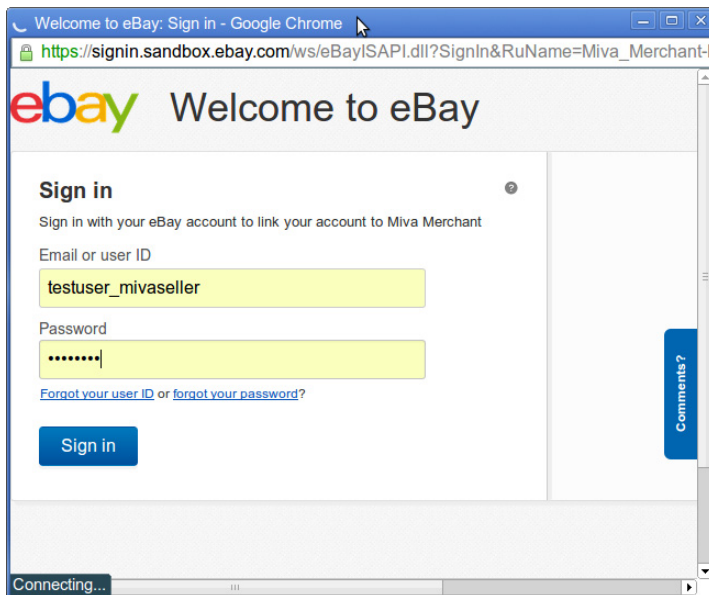 Welcome to eBay: Sign in - Google Chrome
https://signin.sandbox.ebay.com/ws/eBayISAPI.dll?SignIn&RuName=Miva_Merchant-
ebay Welcome to eBay
Sign in
?
Sign in with your eBay account to link your account to Miva Merchant
Email or user ID
testuser_mivaseller
Password
••••••••
Forgot your user ID or forgot your password?
Comments?
Sign in
Connecting...